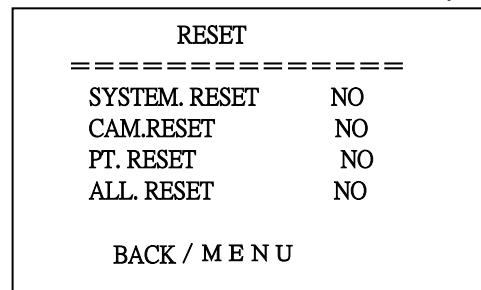 RESET
==============
SYSTEM. RESET NO
CAM.RESET NO
PT. RESET NO
ALL. RESET NO
BACK / M E N U